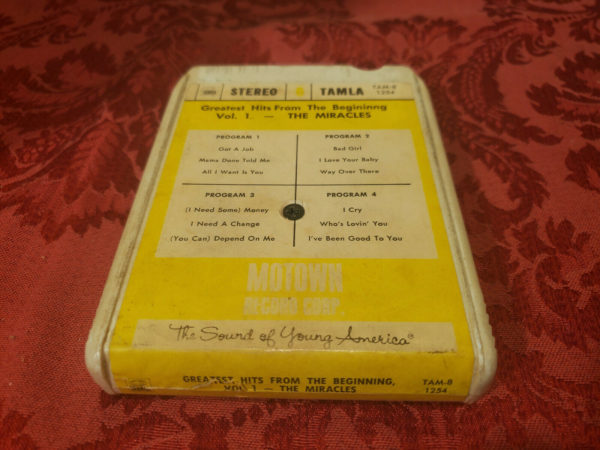 STEREO 8 TAMLA TAM-8
1254
Greatest Hits From The Begininng
Vol. 1. — THE MIRACLES
PROGRAM 1
Got A Job
Mama Done Told Me
All I Want Is You
PROGRAM 2
Bad Girl
I Love Your Baby
Way Over There
PROGRAM 3
(I Need Some) Money
I Need A Change
(You Can) Depend On Me
PROGRAM 4
I Cry
Who's Lovin' You
I've Been Good To You
MOTOWN
RECORD CORP.
The Sound of Young America®
GREATEST HITS FROM THE BEGINNING,
VOL 1 — THE MIRACLES
TAM-8
1254